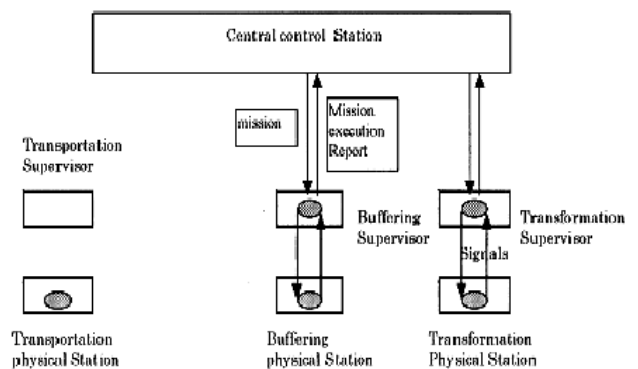 Central control Station
mission
Mission
execution
Report
Transportation
Supervisor
Buffering
Supervisor
Transformation
Supervisor
Signals
Transportation
physical Station
Buffering
physical Station
Transformation
Physical Station